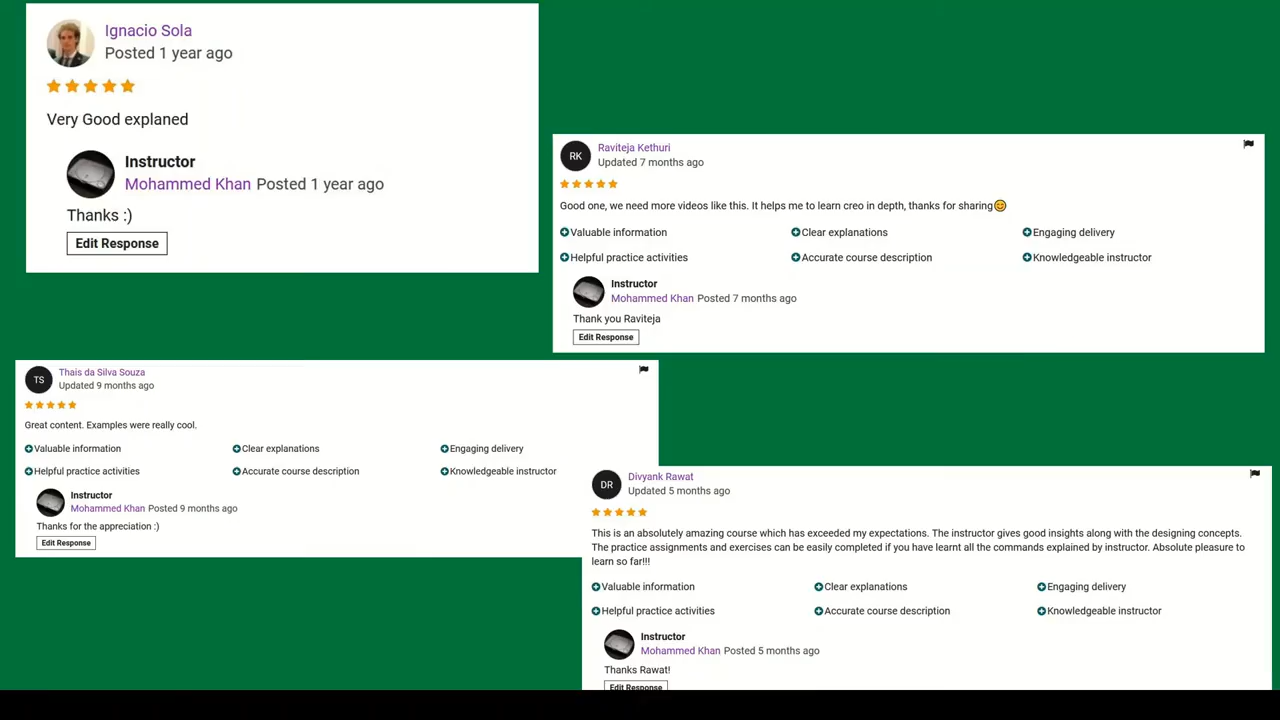 Ignacio Sola
Posted 1 year ago
Very Good explaned
Instructor
Mohammed Khan Posted 1 year ago
Thanks :)
Edit Response
RK
Raviteja Kethuri
Updated 7 months ago
Good one, we need more videos like this. It helps me to learn creo in depth, thanks for sharing😊
Valuable information Clear explanations Engaging delivery
Helpful practice activities Accurate course description Knowledgeable instructor
Instructor
Mohammed Khan Posted 7 months ago
Thank you Raviteja
Edit Response
TS
Thais da Silva Souza
Updated 9 months ago
Great content. Examples were really cool.
Valuable information Clear explanations Engaging delivery
Helpful practice activities Accurate course description Knowledgeable instructor
Instructor
Mohammed Khan Posted 9 months ago
Thanks for the appreciation :)
Edit Response
DR
Divyank Rawat
Updated 5 months ago
This is an absolutely amazing course which has exceeded my expectations. The instructor gives good insights along with the designing concepts.
The practice assignments and exercises can be easily completed if you have learnt all the commands explained by instructor. Absolute pleasure to
learn so far!!!
Valuable information Clear explanations Engaging delivery
Helpful practice activities Accurate course description Knowledgeable instructor
Instructor
Mohammed Khan Posted 5 months ago
Thanks Rawat!
Edit Response